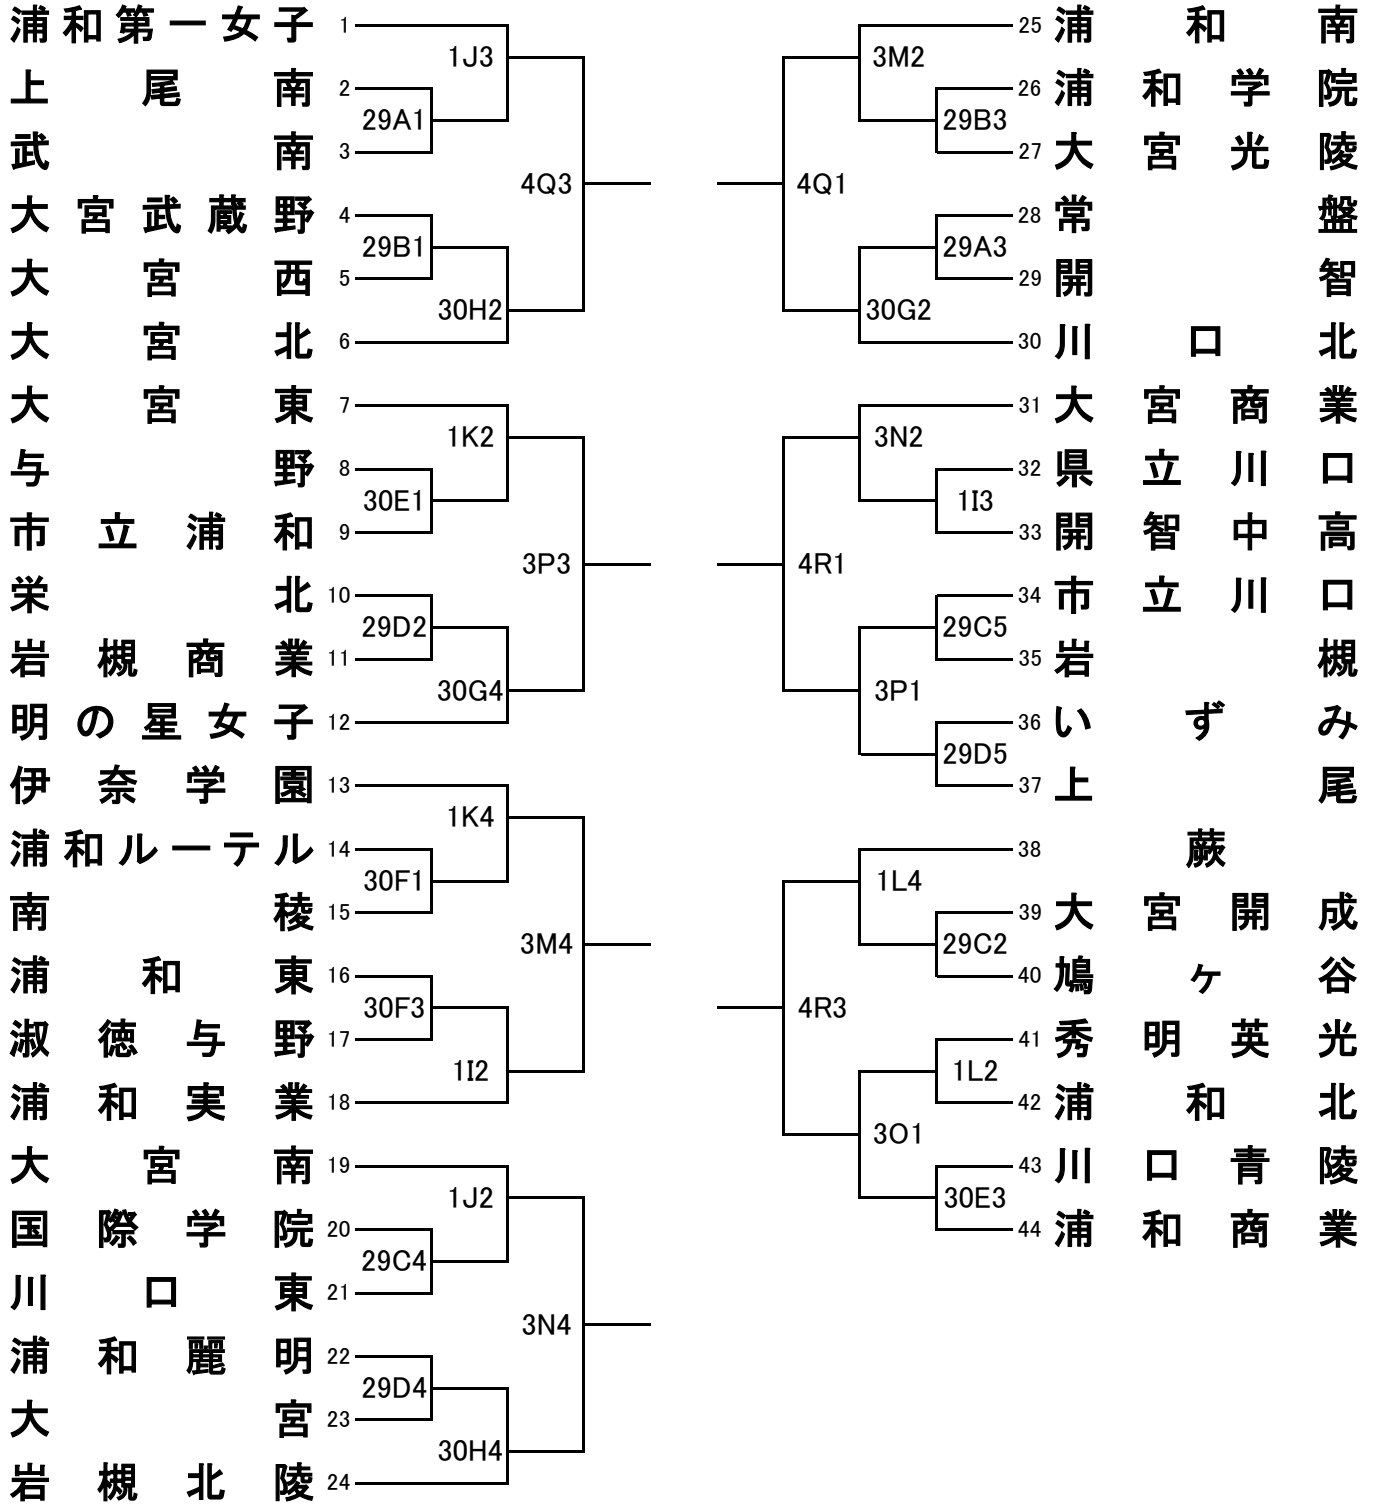 浦和第一女子 1
1J3
上尾南 2
29A1
武南 3
4Q3
大宮武蔵野 4
29B1
大宮西 5
30H2
大宮北 6
大宮東 7
1K2
与野 8
30E1
市立浦和 9
3P3
栄北 10
29D2
岩槻商業 11
30G4
明の星女子 12
伊奈学園 13
1K4
浦和ルーテル 14
30F1
南稜 15
3M4
浦和東 16
30F3
淑徳与野 17
1I2
浦和実業 18
大宮南 19
1J2
国際学院 20
29C4
川口東 21
3N4
浦和麗明 22
29D4
大宮 23
30H4
岩槻北陵 24
25 浦和南
3M2
26 浦和学院
29B3
27 大宮光陵
4Q1
28 常盤
29A3
29 開智
30G2
30 川口北
31 大宮商業
3N2
32 県立川口
1I3
33 開智中高
4R1
34 市立川口
29C5
35 岩槻
3P1
36 いずみ
29D5
37 上尾
38 蕨
1L4
39 大宮開成
29C2
40 鳩ヶ谷
4R3
41 秀明英光
1L2
42 浦和北
3O1
43 川口青陵
30E3
44 浦和商業